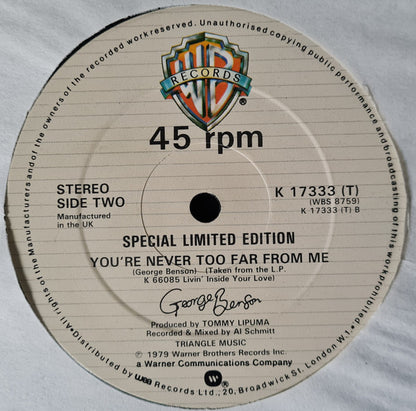 All rights of the Manufacturers and of the owners of the recorded work reserved. Unauthorised copying public performance and broadcasting of this work prohibited.
WB
RECORDS
®
45 rpm
STEREO
SIDE TWO
Manufactured
in the UK
K 17333 (T)
(WBS 8759)
K 17333 (T) B
SPECIAL LIMITED EDITION
YOU'RE NEVER TOO FAR FROM ME
(George Benson) (Taken from the L.P.
K 66085 Livin' Inside Your Love)
George Benson
Produced by TOMMY LIPUMA
Recorded & Mixed by Al Schmitt
TRIANGLE MUSIC
℗ 1979 Warner Brothers Records Inc.
a Warner Communications Company
W ®
•Distributed by wea Records Ltd., 20, Broadwick St. London W.1.•